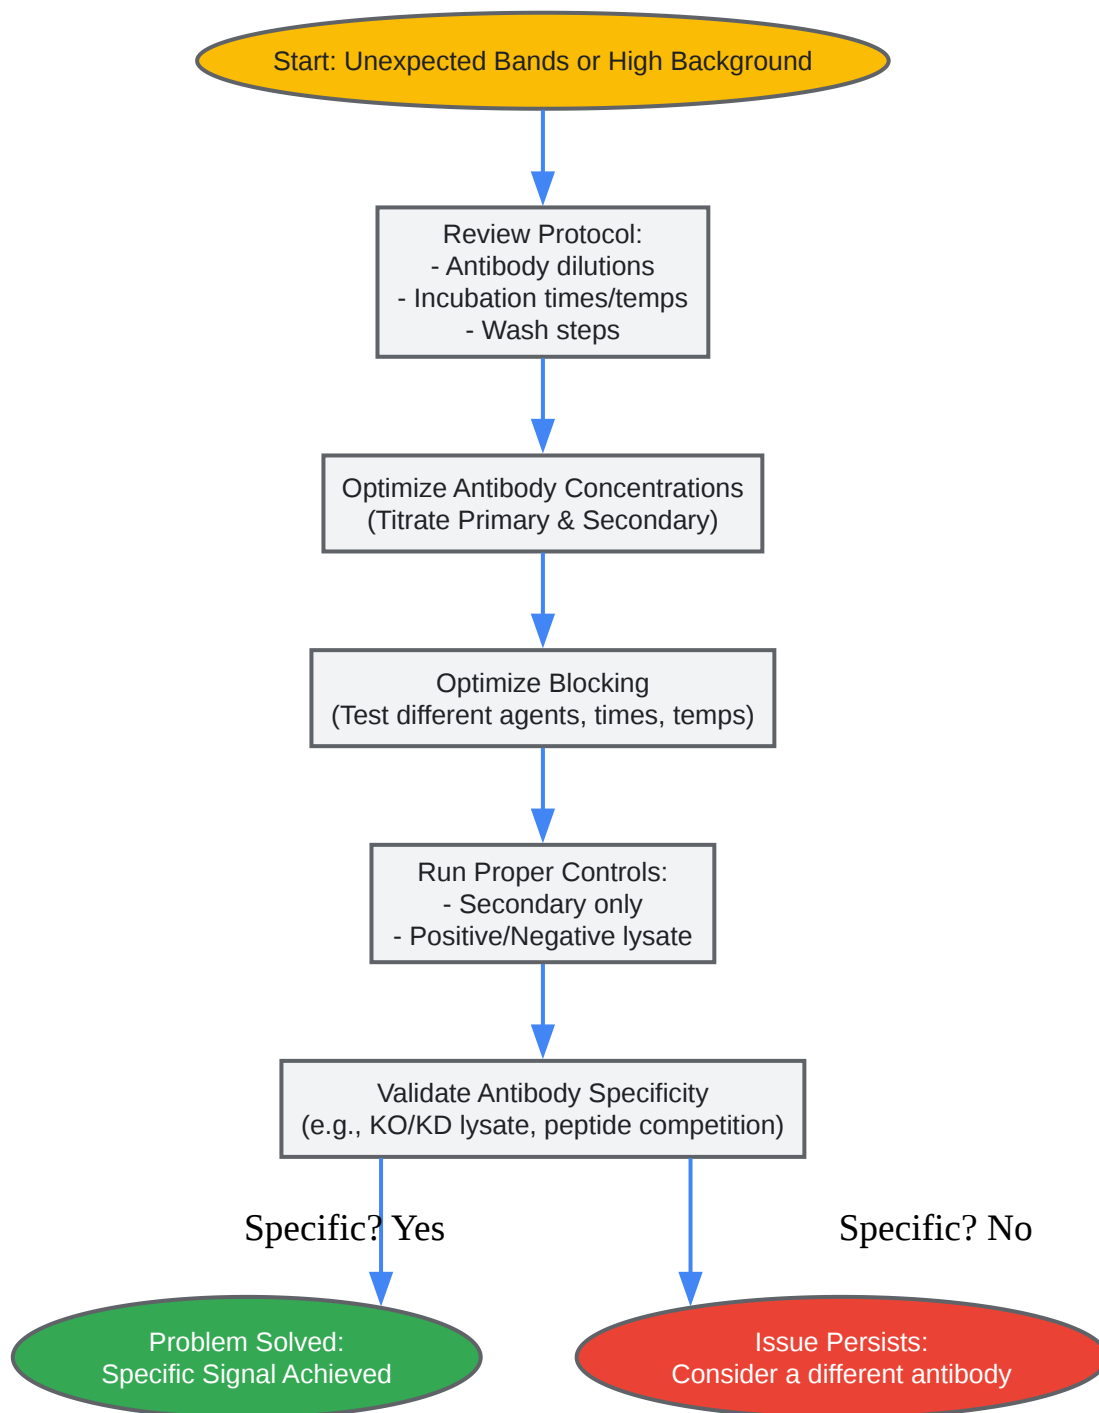 Start: Unexpected Bands or High Background
Review Protocol:
- Antibody dilutions
- Incubation times/temps
- Wash steps
Optimize Antibody Concentrations
(Titrate Primary & Secondary)
Optimize Blocking
(Test different agents, times, temps)
Run Proper Controls:
- Secondary only
- Positive/Negative lysate
Validate Antibody Specificity
(e.g., KO/KD lysate, peptide competition)
Specific? Yes
Specific? No
Problem Solved:
Specific Signal Achieved
Issue Persists:
Consider a different antibody